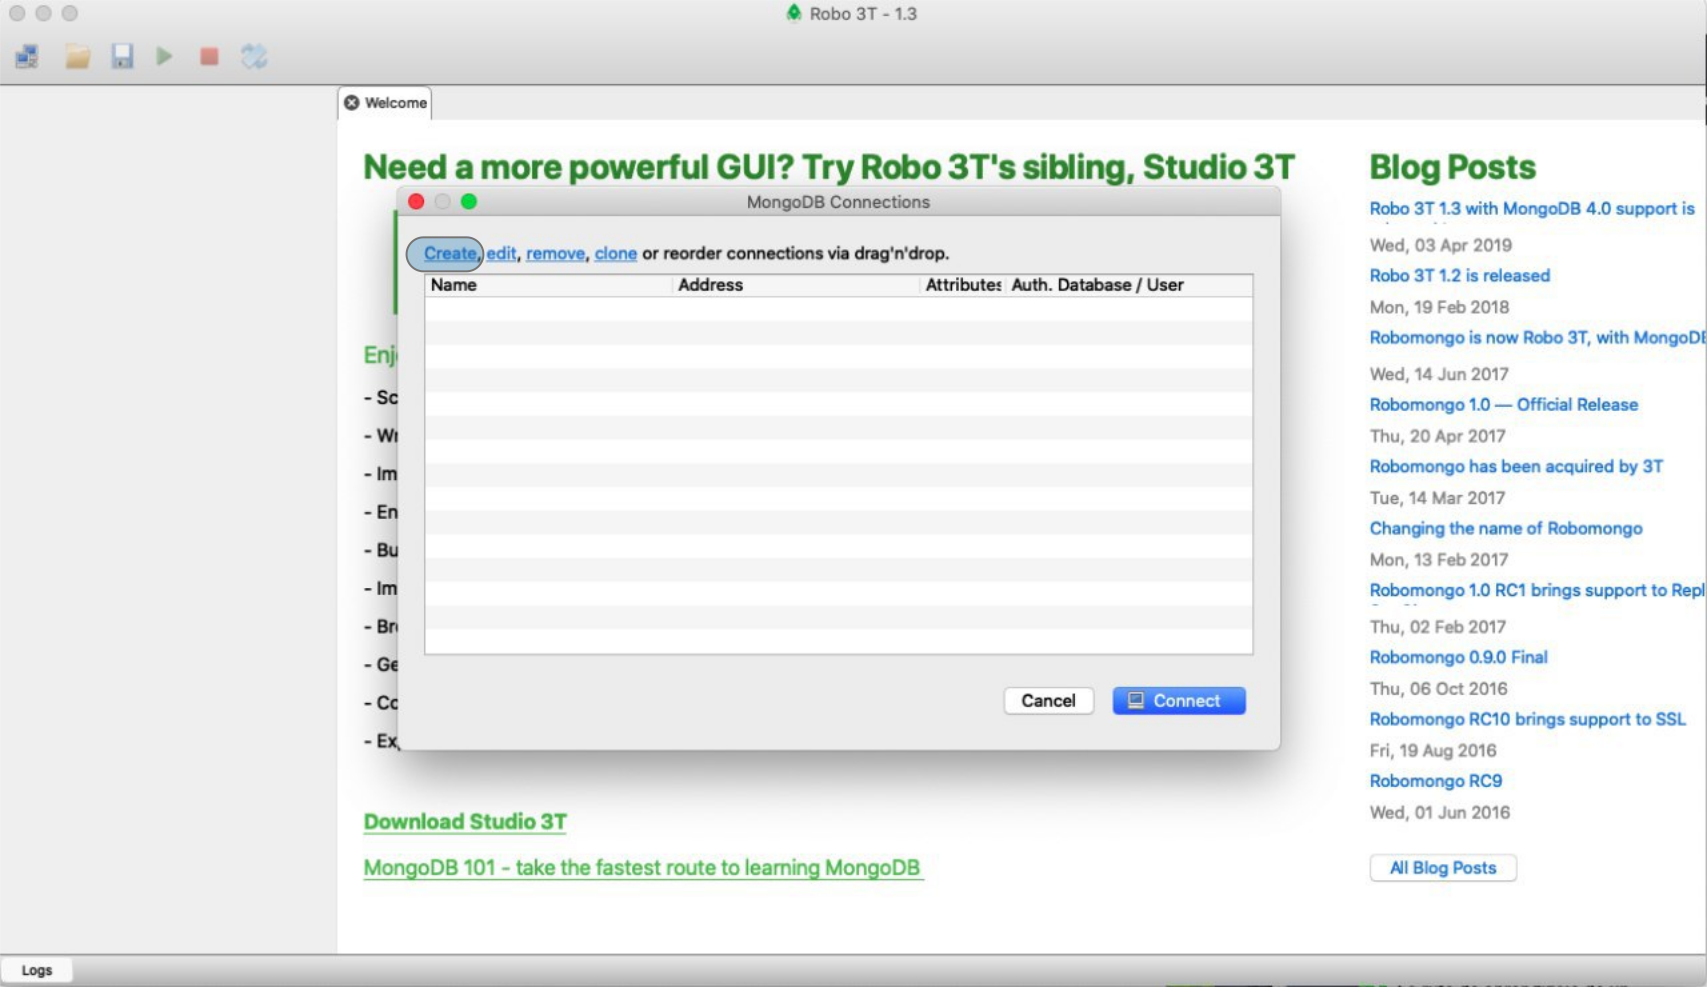 Robo 3T - 1.3
Welcome
Need a more powerful GUI? Try Robo 3T's sibling, Studio 3T
MongoDB Connections
Create, edit, remove, clone or reorder connections via drag'n'drop.
Name Address Attributes Auth. Database / User
Enj
- Sc
- Wr
- Im
- En
- Bu
- Im
- Br
- Ge
- Co
- Ex
Cancel Connect
Download Studio 3T
MongoDB 101 - take the fastest route to learning MongoDB
Blog Posts
Robo 3T 1.3 with MongoDB 4.0 support is
Wed, 03 Apr 2019
Robo 3T 1.2 is released
Mon, 19 Feb 2018
Robomongo is now Robo 3T, with MongoDB
Wed, 14 Jun 2017
Robomongo 1.0 — Official Release
Thu, 20 Apr 2017
Robomongo has been acquired by 3T
Tue, 14 Mar 2017
Changing the name of Robomongo
Mon, 13 Feb 2017
Robomongo 1.0 RC1 brings support to Repl
Thu, 02 Feb 2017
Robomongo 0.9.0 Final
Thu, 06 Oct 2016
Robomongo RC10 brings support to SSL
Fri, 19 Aug 2016
Robomongo RC9
Wed, 01 Jun 2016
All Blog Posts
Logs